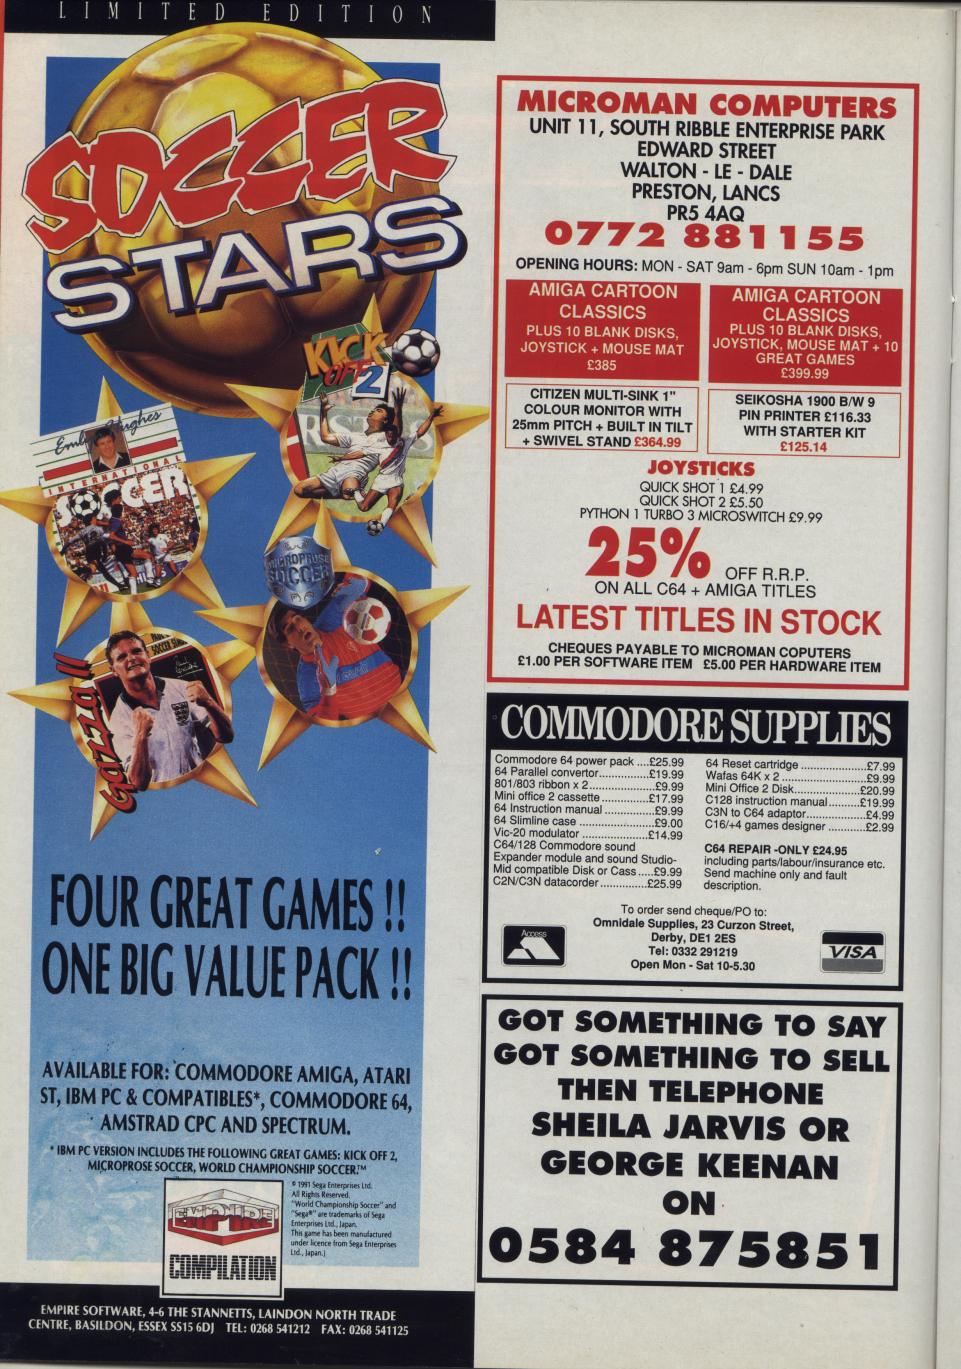 LIMITED EDITION
SOCCER
STARS
KICK
OFF 2
Emlyn Hughes
INTERNATIONAL
SOCCER
MICROPROSE
SOCCER
Gazza II
FOUR GREAT GAMES !!
ONE BIG VALUE PACK !!
AVAILABLE FOR: COMMODORE AMIGA, ATARI
ST, IBM PC & COMPATIBLES*, COMMODORE 64,
AMSTRAD CPC AND SPECTRUM.
* IBM PC VERSION INCLUDES THE FOLLOWING GREAT GAMES: KICK OFF 2,
MICROPROSE SOCCER, WORLD CHAMPIONSHIP SOCCER.™
EMPIRE
COMPILATION
© 1991 Sega Enterprises Ltd.
All Rights Reserved.
"World Championship Soccer" and
"Sega®" are trademarks of Sega
Enterprises Ltd., Japan.
This game has been manufactured
under licence from Sega Enterprises
Ltd., Japan.)
EMPIRE SOFTWARE, 4-6 THE STANNETTS, LAINDON NORTH TRADE
CENTRE, BASILDON, ESSEX SS15 6DJ TEL: 0268 541212 FAX: 0268 541125
MICROMAN COMPUTERS
UNIT 11, SOUTH RIBBLE ENTERPRISE PARK
EDWARD STREET
WALTON - LE - DALE
PRESTON, LANCS
PR5 4AQ
0772 881155
OPENING HOURS: MON - SAT 9am - 6pm SUN 10am - 1pm
AMIGA CARTOON
CLASSICS
PLUS 10 BLANK DISKS,
JOYSTICK + MOUSE MAT
£385
AMIGA CARTOON
CLASSICS
PLUS 10 BLANK DISKS,
JOYSTICK, MOUSE MAT + 10
GREAT GAMES
£399.99
CITIZEN MULTI-SINK 1"
COLOUR MONITOR WITH
25mm PITCH + BUILT IN TILT
+ SWIVEL STAND £364.99
SEIKOSHA 1900 B/W 9
PIN PRINTER £116.33
WITH STARTER KIT
£125.14
JOYSTICKS
QUICK SHOT 1 £4.99
QUICK SHOT 2 £5.50
PYTHON 1 TURBO 3 MICROSWITCH £9.99
25% OFF R.R.P.
ON ALL C64 + AMIGA TITLES
LATEST TITLES IN STOCK
CHEQUES PAYABLE TO MICROMAN COPUTERS
£1.00 PER SOFTWARE ITEM £5.00 PER HARDWARE ITEM
COMMODORE SUPPLIES
Commodore 64 power pack ....£25.99
64 Parallel convertor...............£19.99
801/803 ribbon x 2....................£9.99
Mini office 2 cassette ..............£17.99
64 Instruction manual ...............£9.99
64 Slimline case .......................£9.00
Vic-20 modulator ....................£14.99
C64/128 Commodore sound
Expander module and sound Studio-
Mid compatible Disk or Cass .....£9.99
C2N/C3N datacorder...............£25.99
64 Reset cartridge ....................£7.99
Wafas 64K x 2 ..........................£9.99
Mini Office 2 Disk....................£20.99
C128 instruction manual..........£19.99
C3N to C64 adaptor...................£4.99
C16/+4 games designer ............£2.99
C64 REPAIR -ONLY £24.95
including parts/labour/insurance etc.
Send machine only and fault
description.
To order send cheque/PO to:
Omnidale Supplies, 23 Curzon Street,
Derby, DE1 2ES
Tel: 0332 291219
Open Mon - Sat 10-5.30
Access
VISA
GOT SOMETHING TO SAY
GOT SOMETHING TO SELL
THEN TELEPHONE
SHEILA JARVIS OR
GEORGE KEENAN
ON
0584 875851